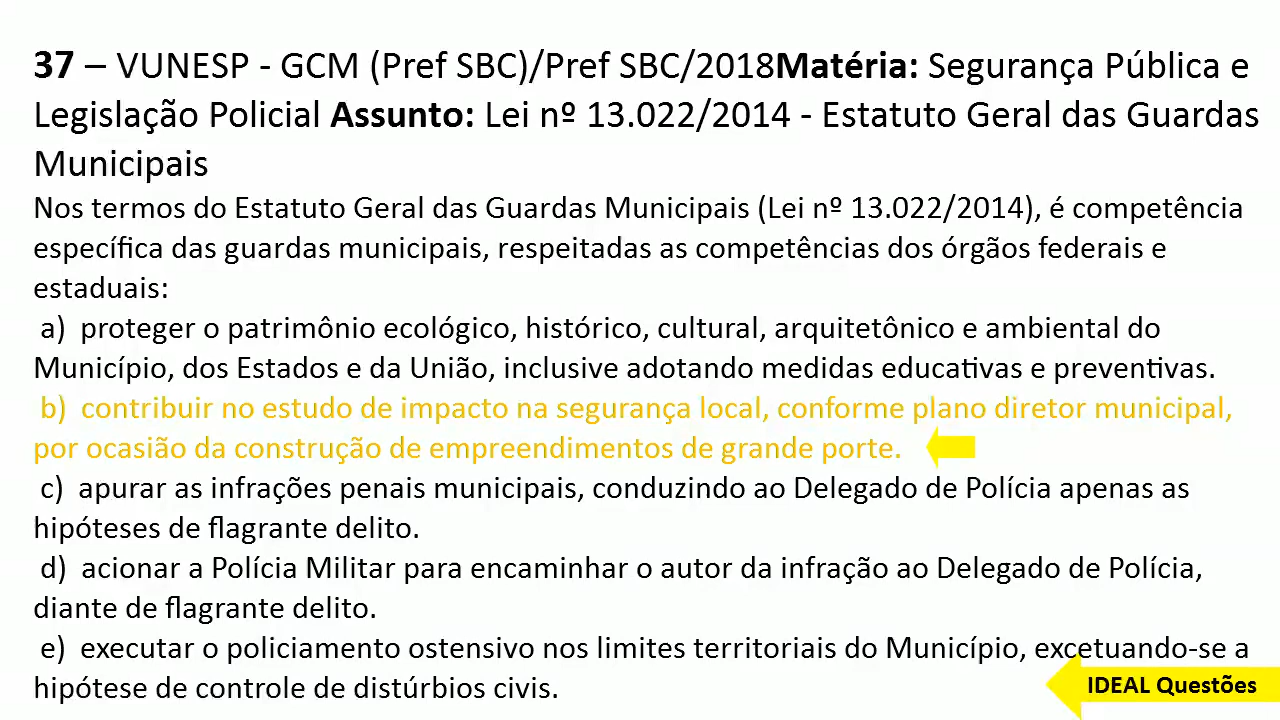 37 – VUNESP - GCM (Pref SBC)/Pref SBC/2018Matéria: Segurança Pública e
Legislação Policial Assunto: Lei nº 13.022/2014 - Estatuto Geral das Guardas
Municipais
Nos termos do Estatuto Geral das Guardas Municipais (Lei nº 13.022/2014), é competência
específica das guardas municipais, respeitadas as competências dos órgãos federais e
estaduais:
a) proteger o patrimônio ecológico, histórico, cultural, arquitetônico e ambiental do
Município, dos Estados e da União, inclusive adotando medidas educativas e preventivas.
b) contribuir no estudo de impacto na segurança local, conforme plano diretor municipal,
por ocasião da construção de empreendimentos de grande porte.
c) apurar as infrações penais municipais, conduzindo ao Delegado de Polícia apenas as
hipóteses de flagrante delito.
d) acionar a Polícia Militar para encaminhar o autor da infração ao Delegado de Polícia,
diante de flagrante delito.
e) executar o policiamento ostensivo nos limites territoriais do Município, excetuando-se a
hipótese de controle de distúrbios civis.
IDEAL Questões